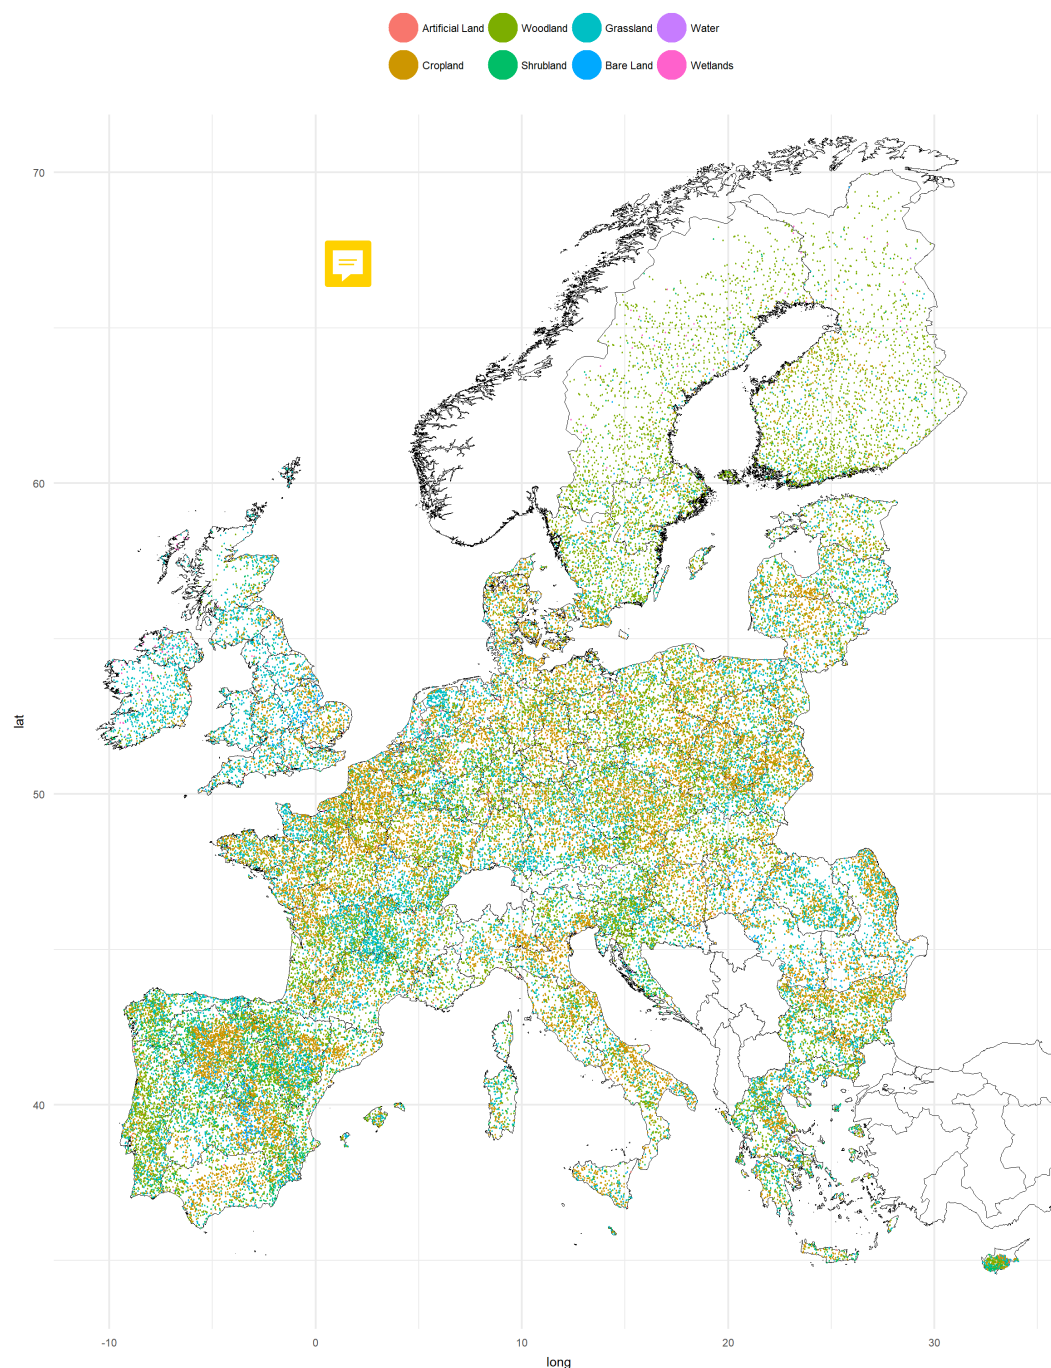 Artificial Land Woodland Grassland Water
Cropland Shrubland Bare Land Wetlands
70
60
lat
50
40
-10 0 10 20 30
long